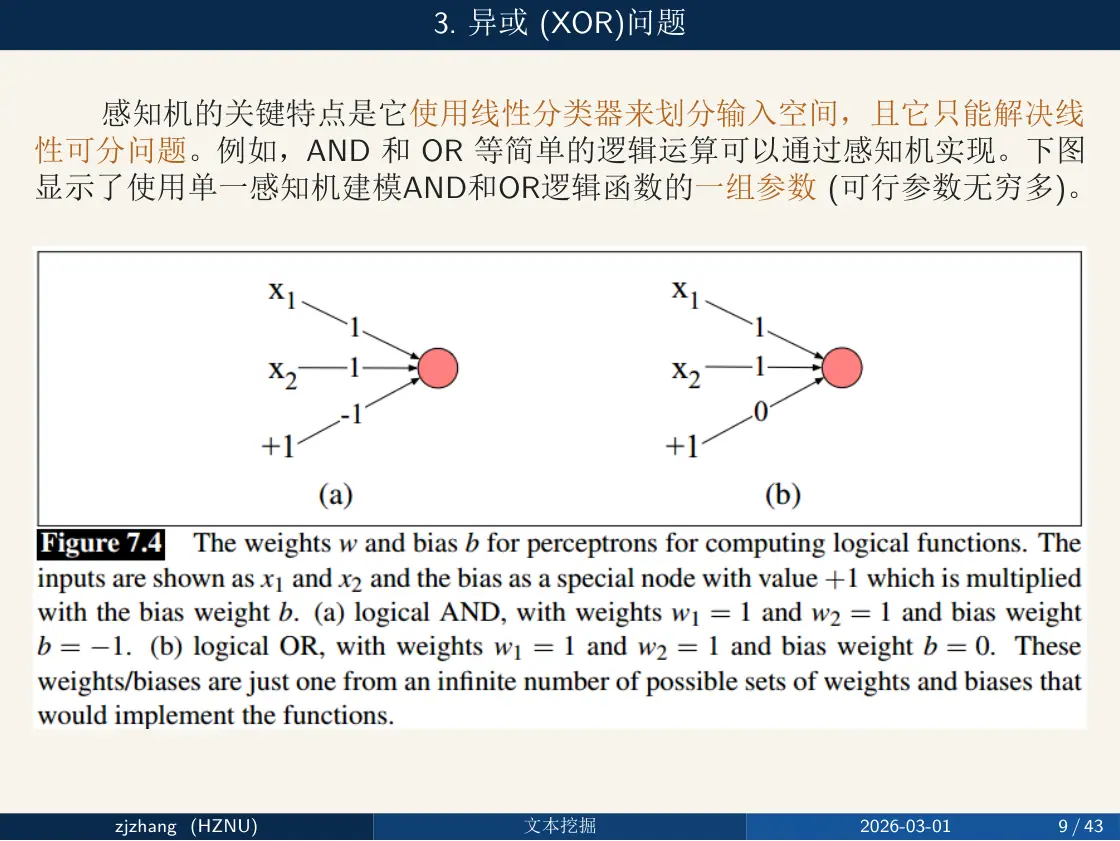 3. 异或 (XOR)问题
感知机的关键特点是它使用线性分类器来划分输入空间，且它只能解决线
性可分问题。例如，AND 和 OR 等简单的逻辑运算可以通过感知机实现。下图
显示了使用单一感知机建模AND和OR逻辑函数的一组参数 (可行参数无穷多)。
x1
1
x2
1
-1
+1
(a)
x1
1
x2
1
0
+1
(b)
Figure 7.4 The weights w and bias b for perceptrons for computing logical functions. The
inputs are shown as x1 and x2 and the bias as a special node with value +1 which is multiplied
with the bias weight b. (a) logical AND, with weights w1 = 1 and w2 = 1 and bias weight
b = −1. (b) logical OR, with weights w1 = 1 and w2 = 1 and bias weight b = 0. These
weights/biases are just one from an infinite number of possible sets of weights and biases that
would implement the functions.
zjzhang (HZNU) 文本挖掘 2026-03-01 9 / 43